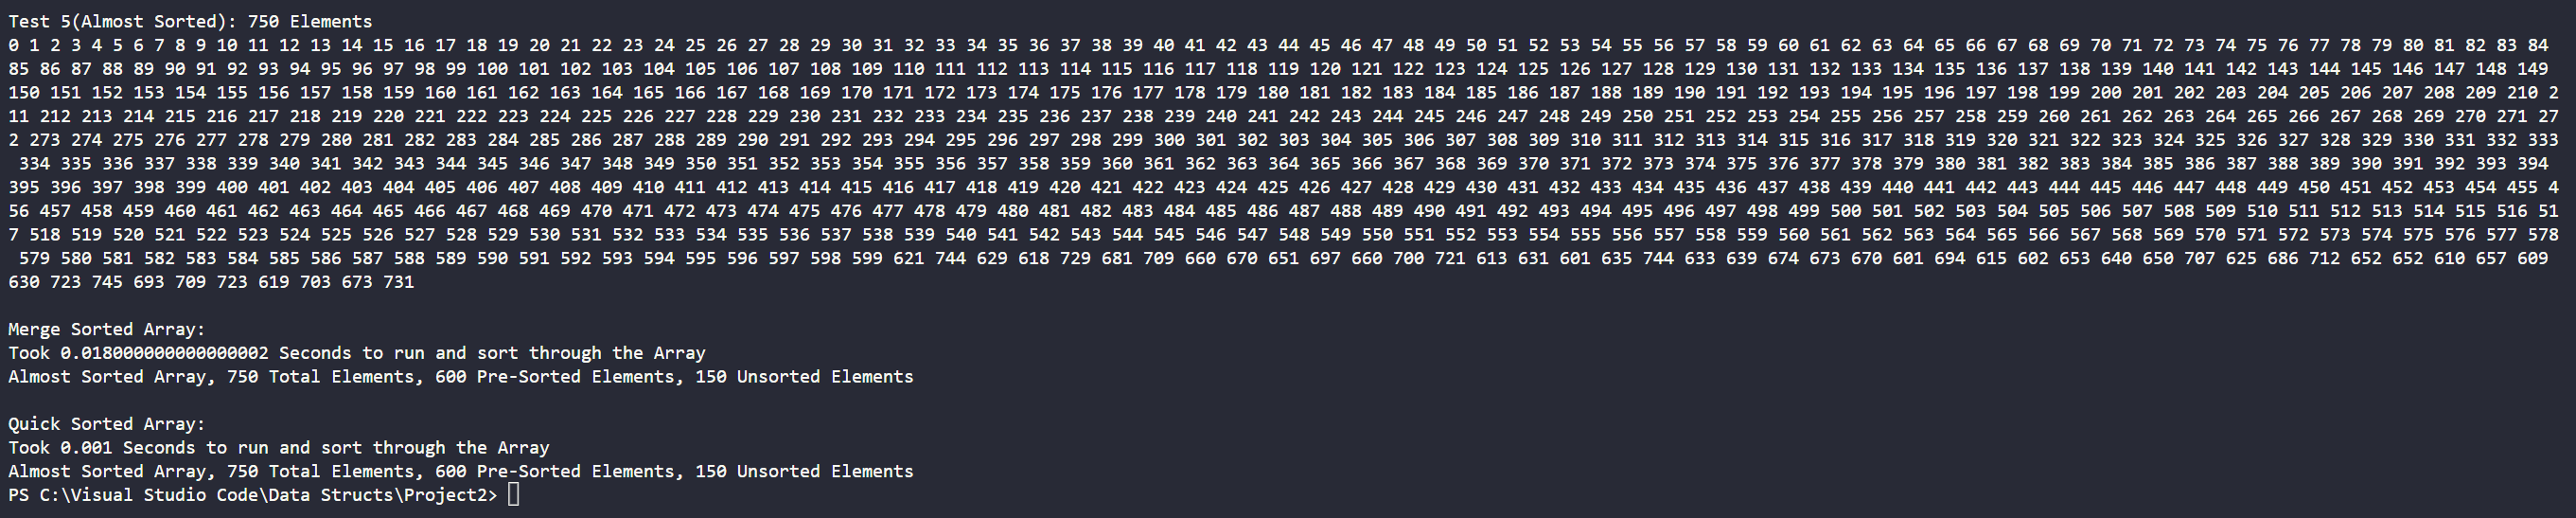 Test 5(Almost Sorted): 750 Elements
0 1 2 3 4 5 6 7 8 9 10 11 12 13 14 15 16 17 18 19 20 21 22 23 24 25 26 27 28 29 30 31 32 33 34 35 36 37 38 39 40 41 42 43 44 45 46 47 48 49 50 51 52 53 54 55 56 57 58 59 60 61 62 63 64 65 66 67 68 69 70 71 72 73 74 75 76 77 78 79 80 81 82 83 84
85 86 87 88 89 90 91 92 93 94 95 96 97 98 99 100 101 102 103 104 105 106 107 108 109 110 111 112 113 114 115 116 117 118 119 120 121 122 123 124 125 126 127 128 129 130 131 132 133 134 135 136 137 138 139 140 141 142 143 144 145 146 147 148 149
150 151 152 153 154 155 156 157 158 159 160 161 162 163 164 165 166 167 168 169 170 171 172 173 174 175 176 177 178 179 180 181 182 183 184 185 186 187 188 189 190 191 192 193 194 195 196 197 198 199 200 201 202 203 204 205 206 207 208 209 210 2
11 212 213 214 215 216 217 218 219 220 221 222 223 224 225 226 227 228 229 230 231 232 233 234 235 236 237 238 239 240 241 242 243 244 245 246 247 248 249 250 251 252 253 254 255 256 257 258 259 260 261 262 263 264 265 266 267 268 269 270 271 27
2 273 274 275 276 277 278 279 280 281 282 283 284 285 286 287 288 289 290 291 292 293 294 295 296 297 298 299 300 301 302 303 304 305 306 307 308 309 310 311 312 313 314 315 316 317 318 319 320 321 322 323 324 325 326 327 328 329 330 331 332 333
334 335 336 337 338 339 340 341 342 343 344 345 346 347 348 349 350 351 352 353 354 355 356 357 358 359 360 361 362 363 364 365 366 367 368 369 370 371 372 373 374 375 376 377 378 379 380 381 382 383 384 385 386 387 388 389 390 391 392 393 394
395 396 397 398 399 400 401 402 403 404 405 406 407 408 409 410 411 412 413 414 415 416 417 418 419 420 421 422 423 424 425 426 427 428 429 430 431 432 433 434 435 436 437 438 439 440 441 442 443 444 445 446 447 448 449 450 451 452 453 454 455 4
56 457 458 459 460 461 462 463 464 465 466 467 468 469 470 471 472 473 474 475 476 477 478 479 480 481 482 483 484 485 486 487 488 489 490 491 492 493 494 495 496 497 498 499 500 501 502 503 504 505 506 507 508 509 510 511 512 513 514 515 516 51
7 518 519 520 521 522 523 524 525 526 527 528 529 530 531 532 533 534 535 536 537 538 539 540 541 542 543 544 545 546 547 548 549 550 551 552 553 554 555 556 557 558 559 560 561 562 563 564 565 566 567 568 569 570 571 572 573 574 575 576 577 578
579 580 581 582 583 584 585 586 587 588 589 590 591 592 593 594 595 596 597 598 599 621 744 629 618 729 681 709 660 670 651 697 660 700 721 613 631 601 635 744 633 639 674 673 670 601 694 615 602 653 640 650 707 625 686 712 652 652 610 657 609
630 723 745 693 709 723 619 703 673 731
Merge Sorted Array:
Took 0.018000000000000002 Seconds to run and sort through the Array
Almost Sorted Array, 750 Total Elements, 600 Pre-Sorted Elements, 150 Unsorted Elements
Quick Sorted Array:
Took 0.001 Seconds to run and sort through the Array
Almost Sorted Array, 750 Total Elements, 600 Pre-Sorted Elements, 150 Unsorted Elements
PS C:\Visual Studio Code\Data Structs\Project2>